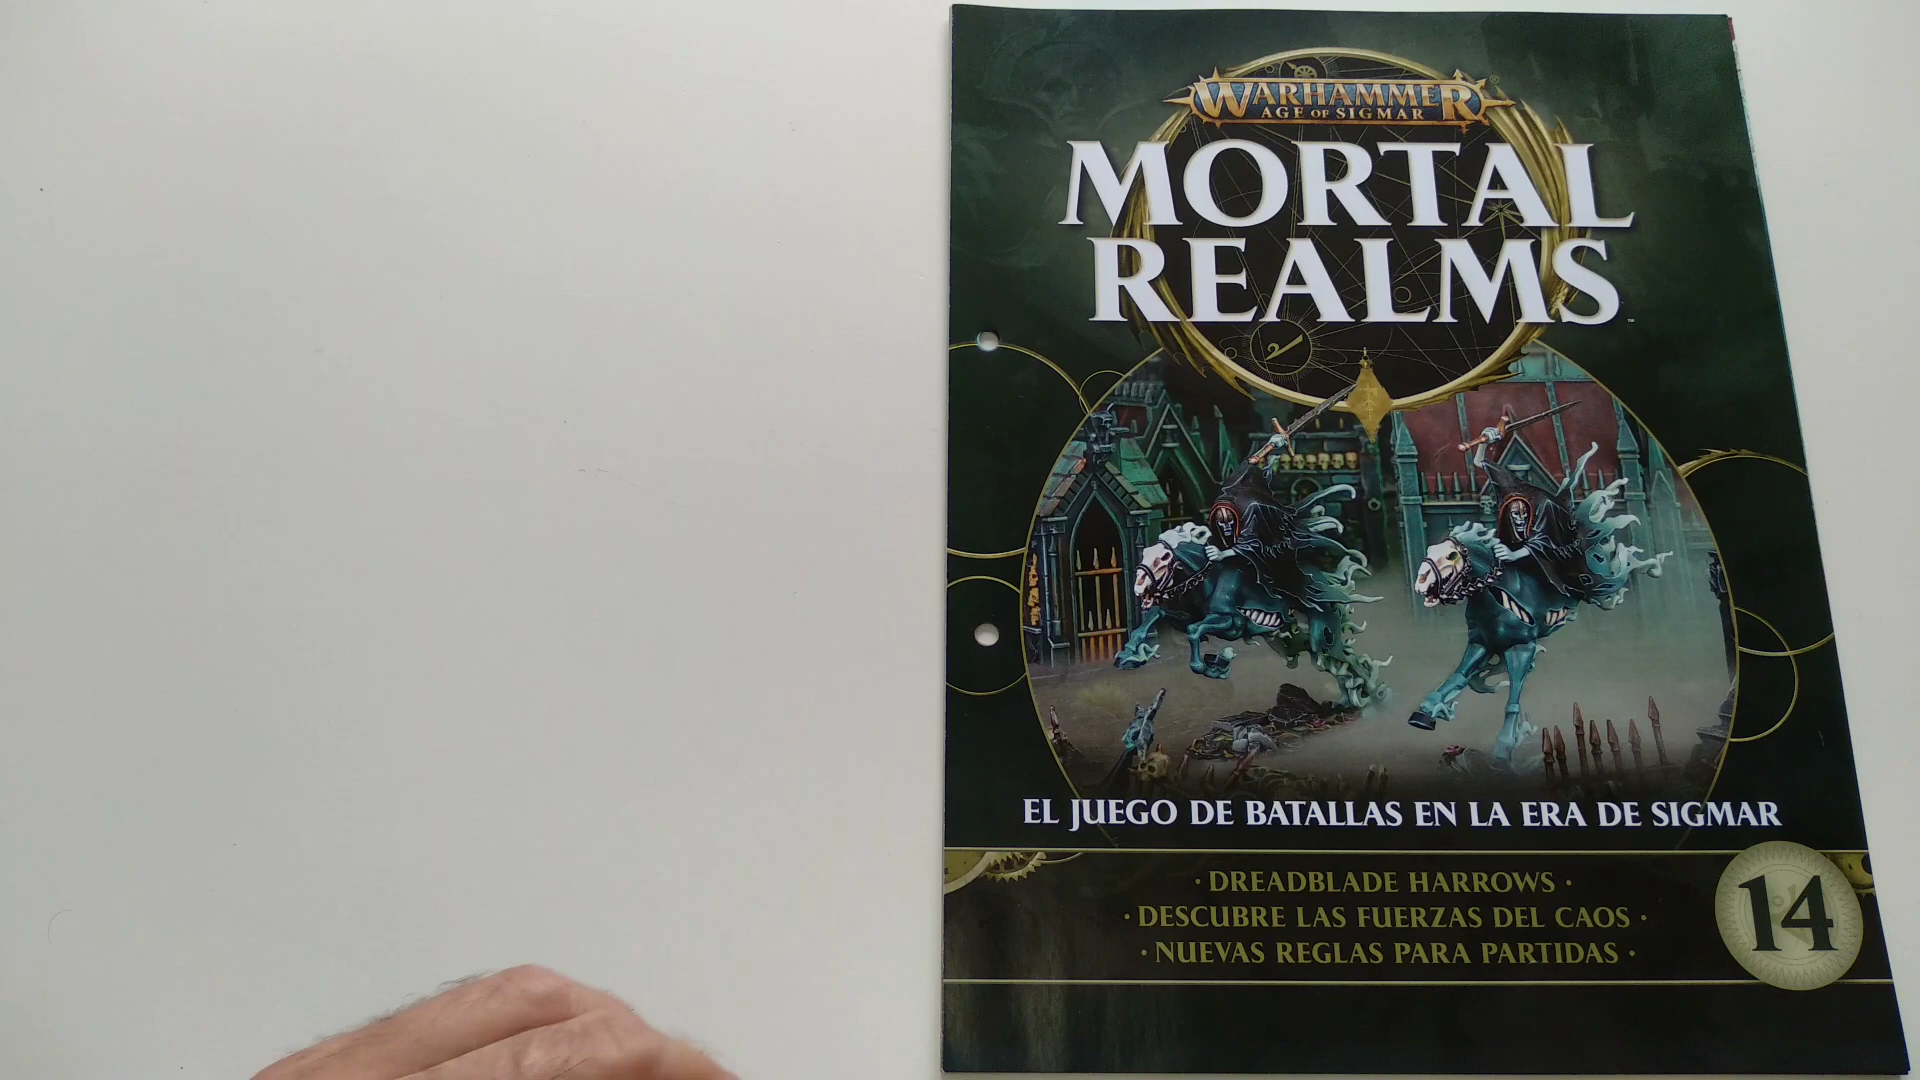 WARHAMMER
AGE OF SIGMAR
MORTAL
REALMS
EL JUEGO DE BATALLAS EN LA ERA DE SIGMAR
· DREADBLADE HARROWS ·
· DESCUBRE LAS FUERZAS DEL CAOS ·
· NUEVAS REGLAS PARA PARTIDAS ·
14